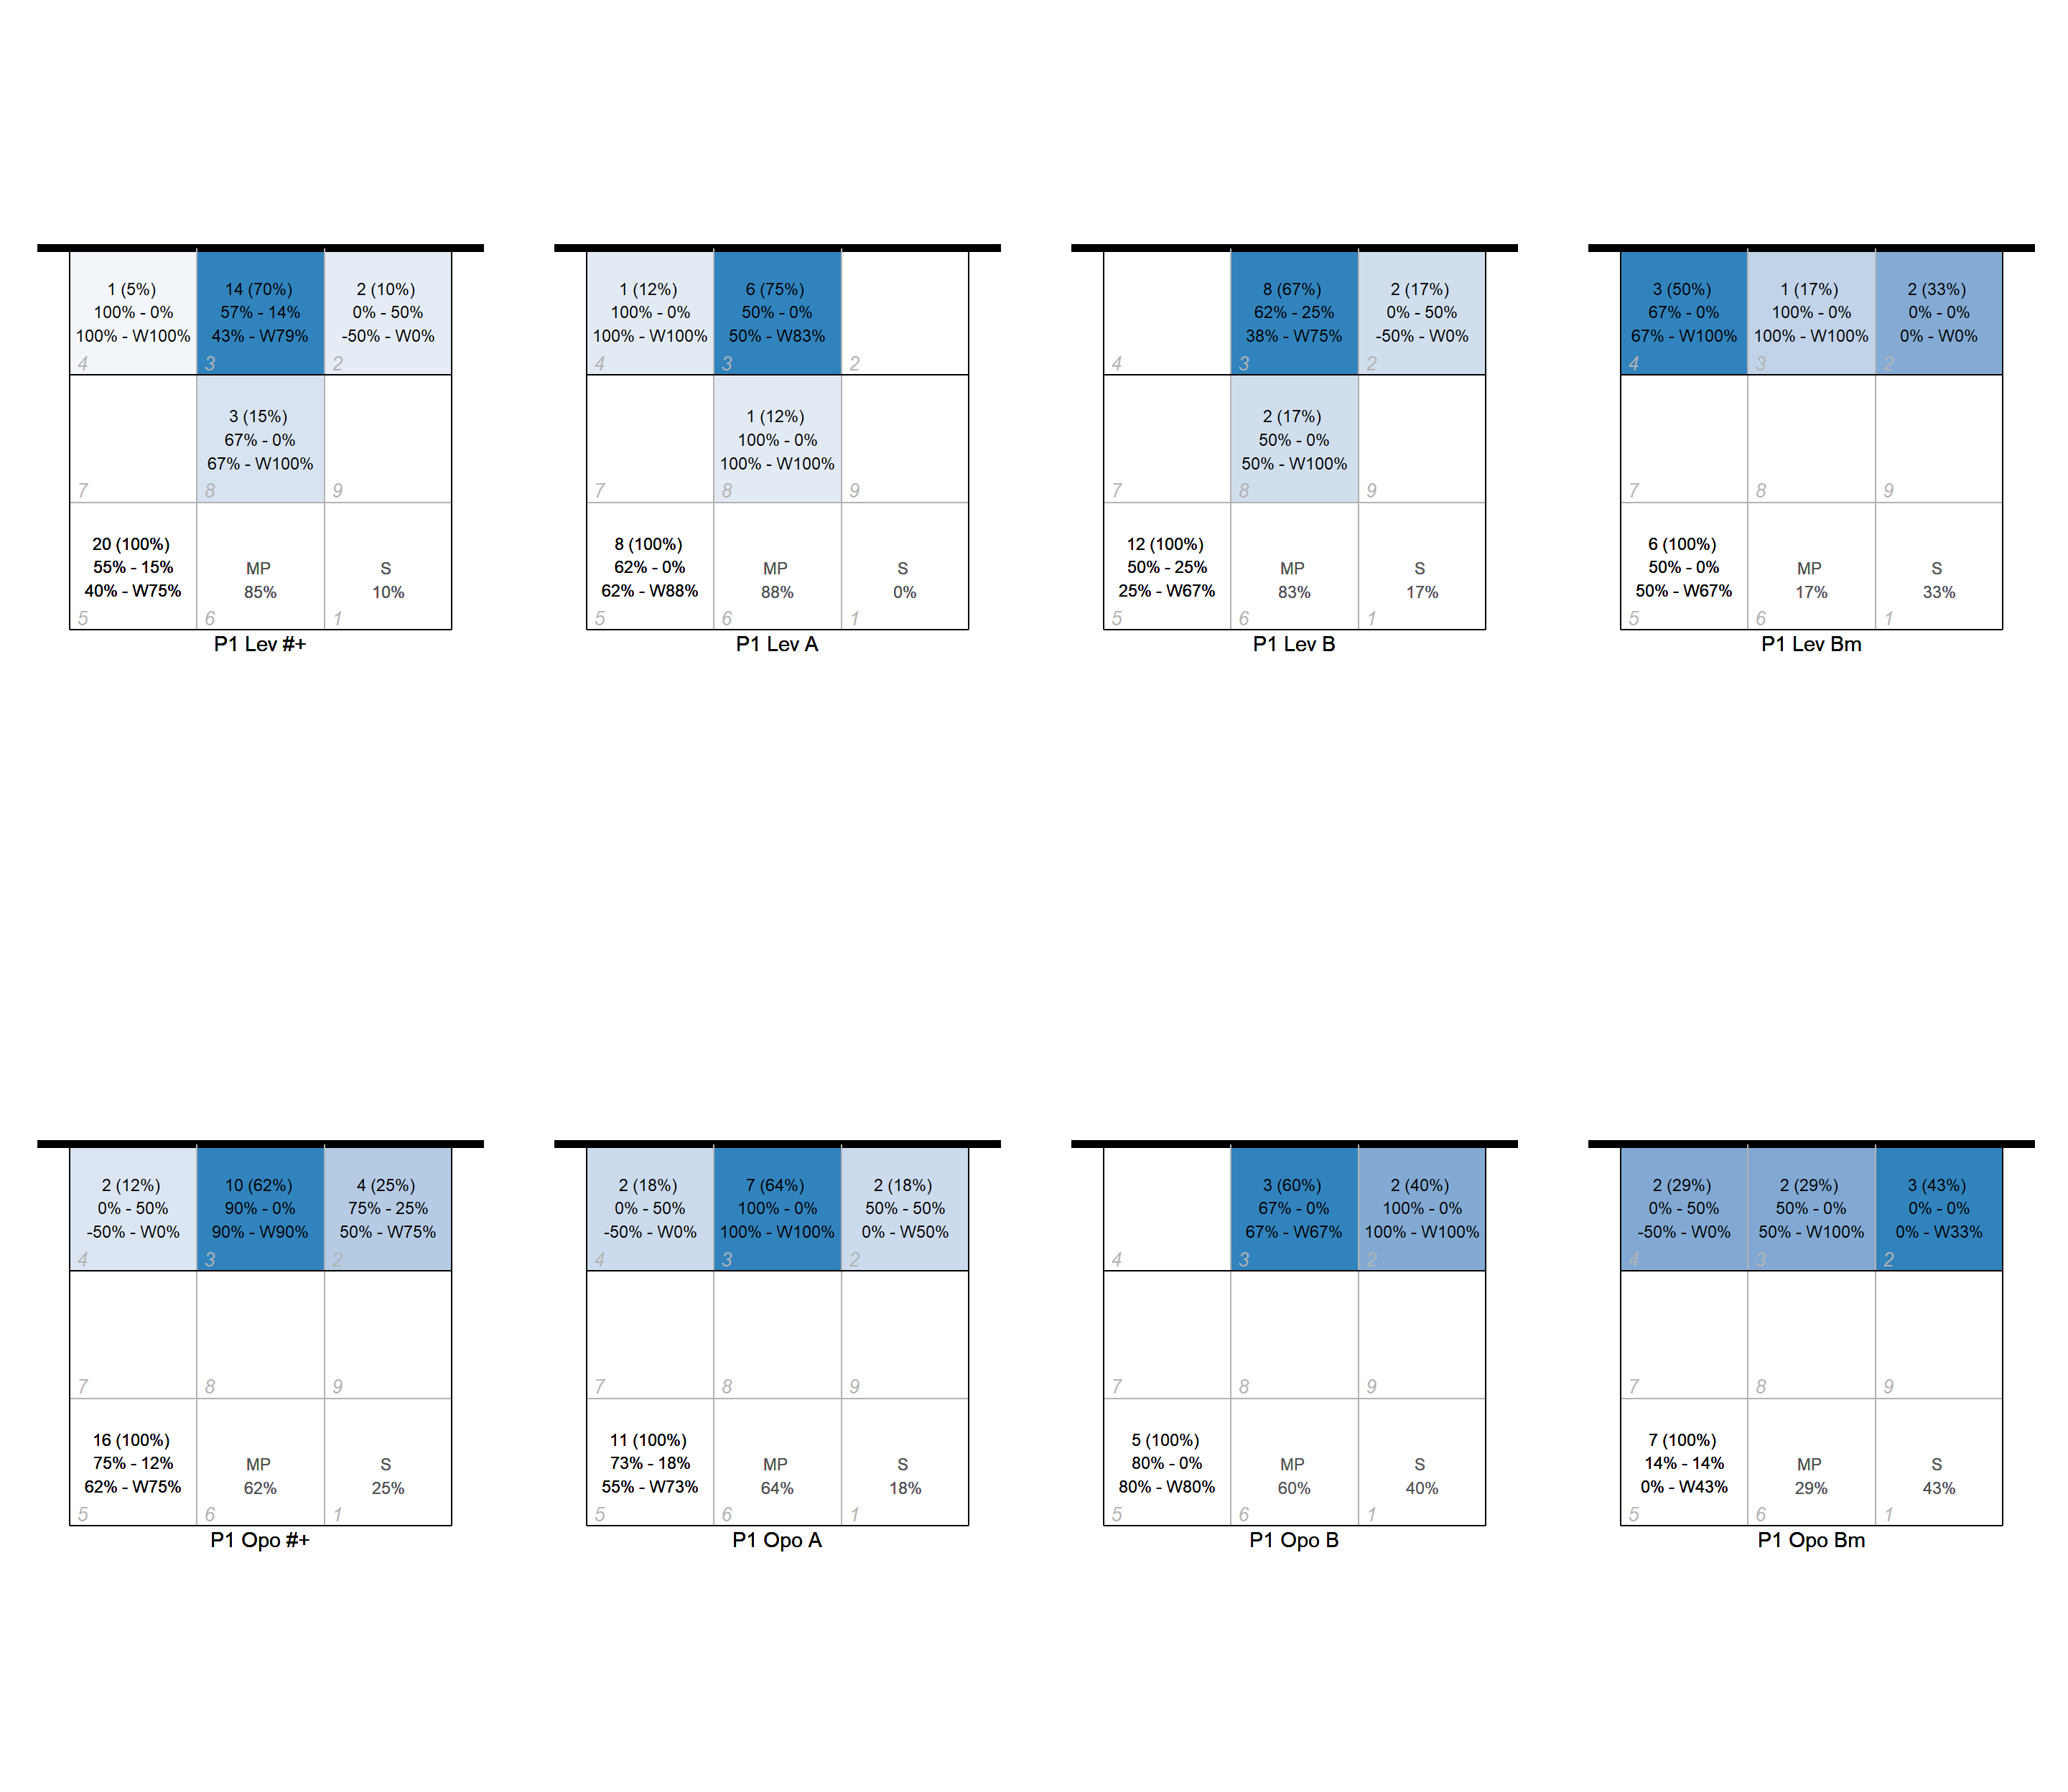 1 (5%)
100% - 0%
100% - W100%
4
14 (70%)
57% - 14%
43% - W79%
3
2 (10%)
0% - 50%
-50% - W0%
2
7
3 (15%)
67% - 0%
67% - W100%
8
9
20 (100%)
55% - 15%
40% - W75%
5
MP
85%
6
S
10%
1
P1 Lev #+
1 (12%)
100% - 0%
100% - W100%
4
6 (75%)
50% - 0%
50% - W83%
3
2
7
1 (12%)
100% - 0%
100% - W100%
8
9
8 (100%)
62% - 0%
62% - W88%
5
MP
88%
6
S
0%
1
P1 Lev A
4
8 (67%)
62% - 25%
38% - W75%
3
2 (17%)
0% - 50%
-50% - W0%
2
7
2 (17%)
50% - 0%
50% - W100%
8
9
12 (100%)
50% - 25%
25% - W67%
5
MP
83%
6
S
17%
1
P1 Lev B
3 (50%)
67% - 0%
67% - W100%
4
1 (17%)
100% - 0%
100% - W100%
3
2 (33%)
0% - 0%
0% - W0%
2
7
8
9
6 (100%)
50% - 0%
50% - W67%
5
MP
17%
6
S
33%
1
P1 Lev Bm
2 (12%)
0% - 50%
-50% - W0%
4
10 (62%)
90% - 0%
90% - W90%
3
4 (25%)
75% - 25%
50% - W75%
2
7
8
9
16 (100%)
75% - 12%
62% - W75%
5
MP
62%
6
S
25%
1
P1 Opo #+
2 (18%)
0% - 50%
-50% - W0%
4
7 (64%)
100% - 0%
100% - W100%
3
2 (18%)
50% - 50%
0% - W50%
2
7
8
9
11 (100%)
73% - 18%
55% - W73%
5
MP
64%
6
S
18%
1
P1 Opo A
4
3 (60%)
67% - 0%
67% - W67%
3
2 (40%)
100% - 0%
100% - W100%
2
7
8
9
5 (100%)
80% - 0%
80% - W80%
5
MP
60%
6
S
40%
1
P1 Opo B
2 (29%)
0% - 50%
-50% - W0%
4
2 (29%)
50% - 0%
50% - W100%
3
3 (43%)
0% - 0%
0% - W33%
2
7
8
9
7 (100%)
14% - 14%
0% - W43%
5
MP
29%
6
S
43%
1
P1 Opo Bm